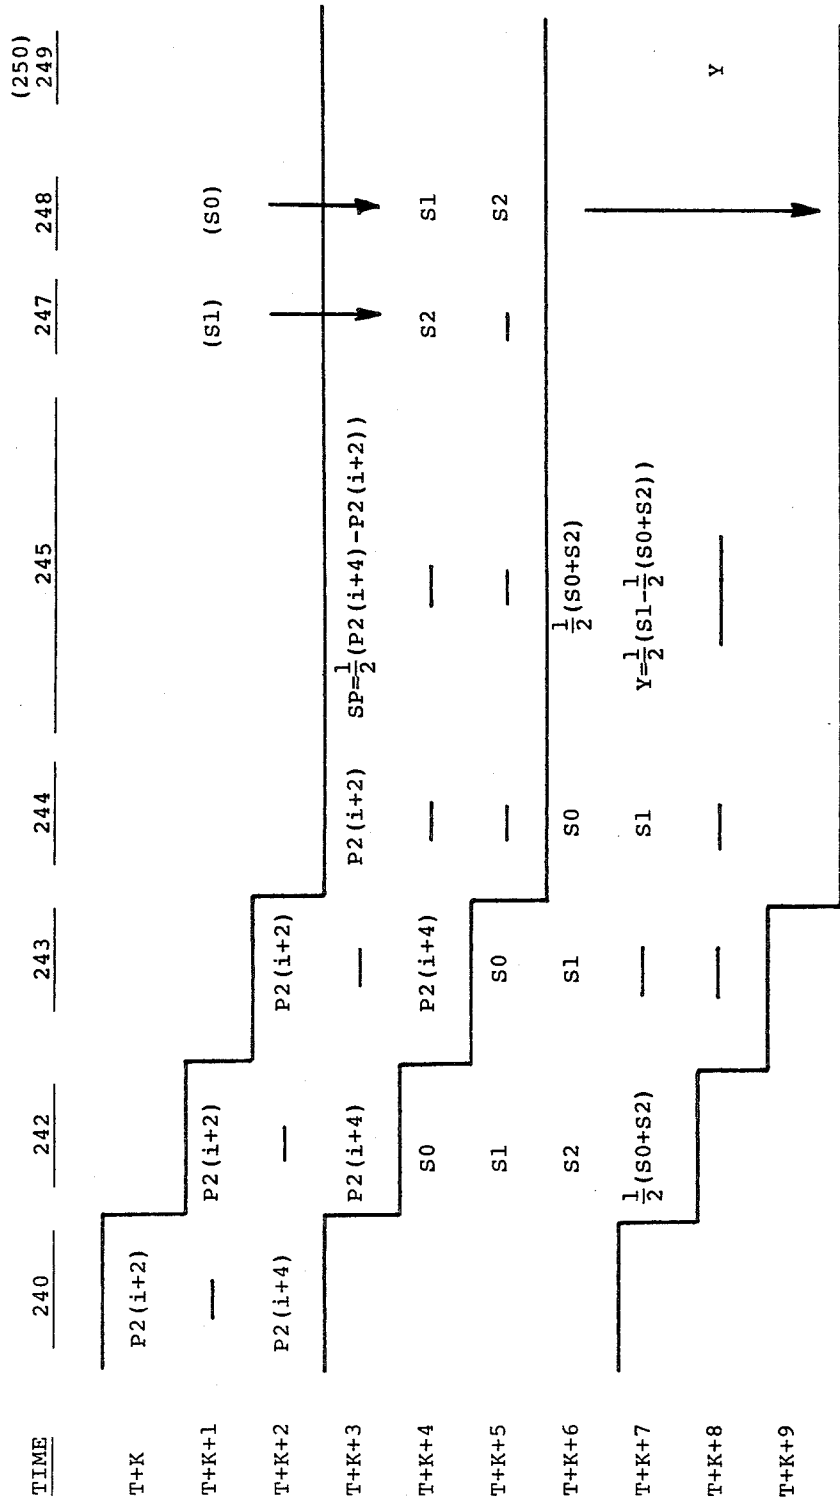 (250)
TIME 240 242 243 244 245 247 248 249
T+K P2(i+2)
T+K+1 — P2(i+2) (S1) (S0)
T+K+2 P2(i+4) — P2(i+2)
T+K+3 P2(i+4) — P2(i+2) SP=½(P2(i+4)-P2(i+2))
T+K+4 S0 P2(i+4) — — S2 S1
T+K+5 S1 S0 — — — S2
T+K+6 S2 S1 S0 ½(S0+S2)
T+K+7 ½(S0+S2) — S1 Y=½(S1-½(S0+S2))
T+K+8 — — — Y
T+K+9